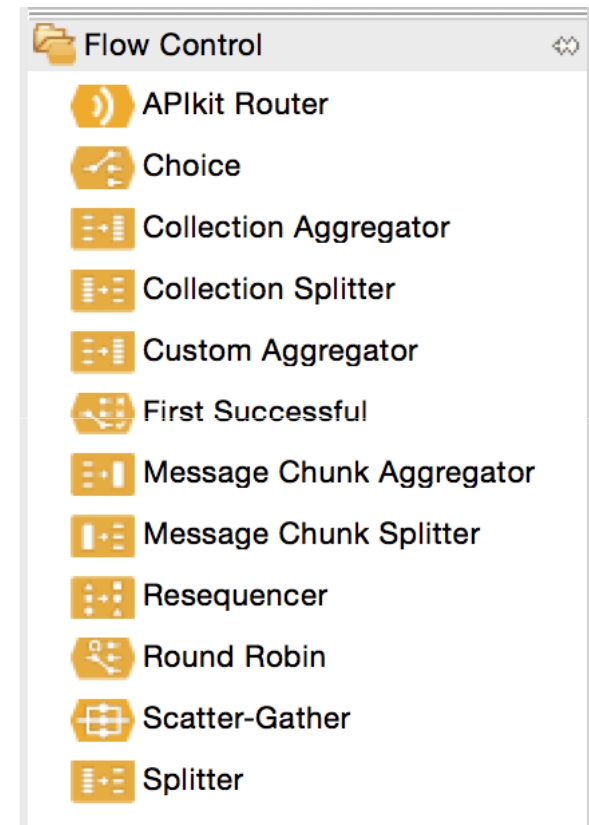 Flow Control
APIkit Router
Choice
Collection Aggregator
Collection Splitter
Custom Aggregator
First Successful
Message Chunk Aggregator
Message Chunk Splitter
Resequencer
Round Robin
Scatter-Gather
Splitter